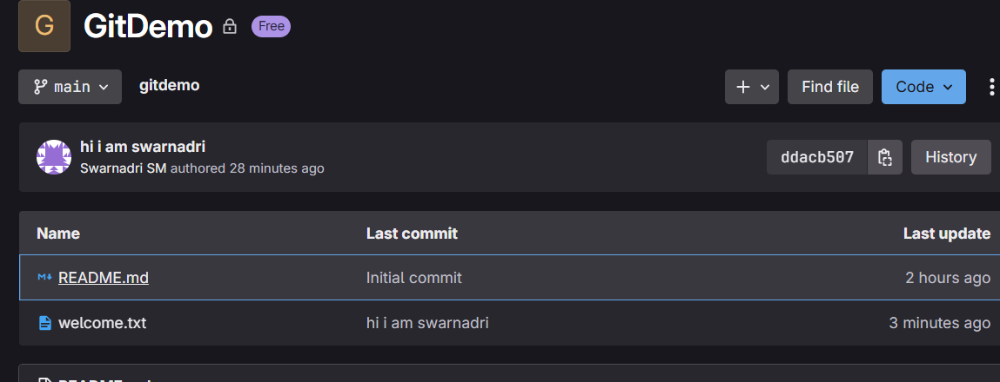 G
GitDemo
Free
main
gitdemo
Find file
Code
hi i am swarnadri
Swarnadri SM authored 28 minutes ago
ddacb507
History
Name Last commit Last update
README.md Initial commit 2 hours ago
welcome.txt hi i am swarnadri 3 minutes ago